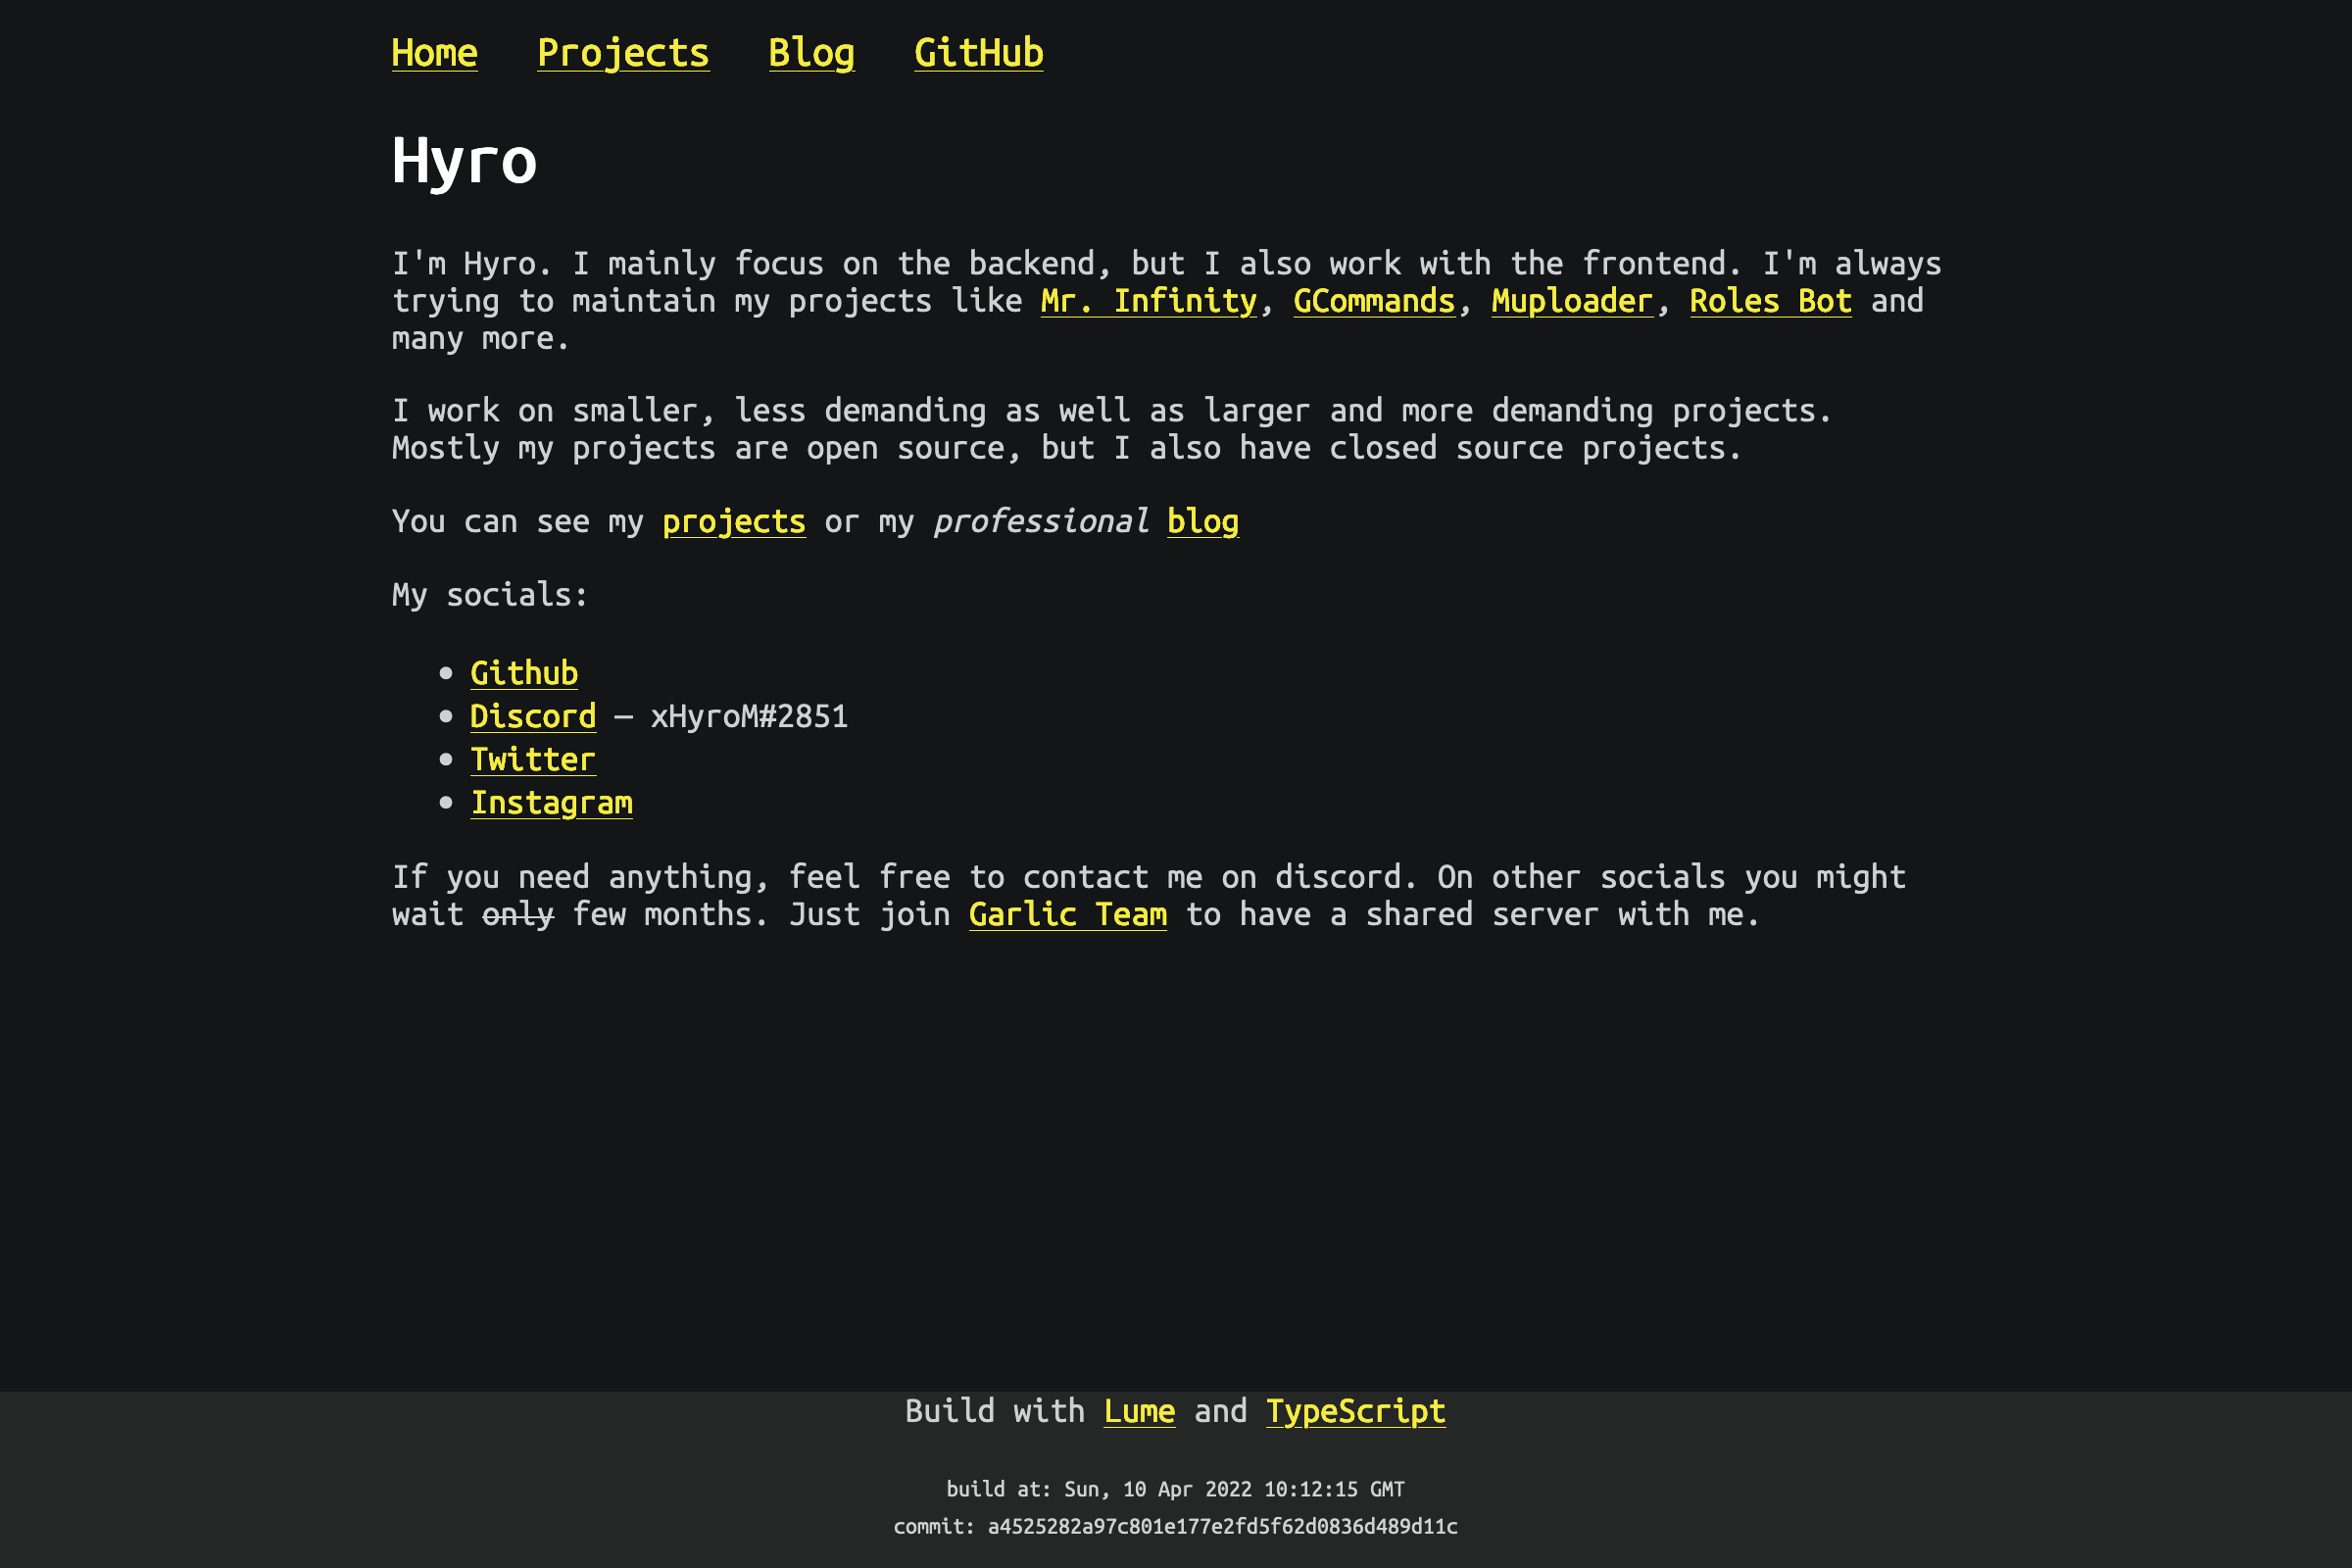 Home Projects Blog GitHub
Hyro
I'm Hyro. I mainly focus on the backend, but I also work with the frontend. I'm always
trying to maintain my projects like Mr. Infinity, GCommands, Muploader, Roles Bot and
many more.
I work on smaller, less demanding as well as larger and more demanding projects.
Mostly my projects are open source, but I also have closed source projects.
You can see my projects or my professional blog
My socials:
• Github
• Discord — xHyroM#2851
• Twitter
• Instagram
If you need anything, feel free to contact me on discord. On other socials you might
wait only few months. Just join Garlic Team to have a shared server with me.
Build with Lume and TypeScript
build at: Sun, 10 Apr 2022 10:12:15 GMT
commit: a4525282a97c801e177e2fd5f62d0836d489d11c